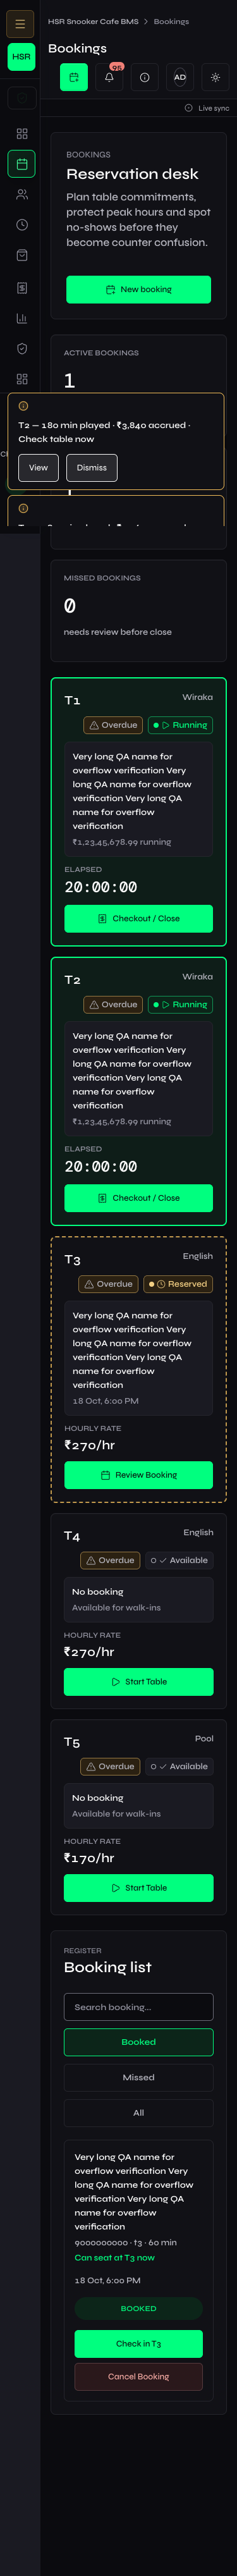 HSR Snooker Cafe BMS > Bookings
HSR
Bookings
95
AD
Live sync
BOOKINGS
Reservation desk
Plan table commitments,
protect peak hours and spot
no-shows before they
become counter confusion.
New booking
ACTIVE BOOKINGS
1
T2 — 180 min played · ₹3,840 accrued ·
Check table now
View
Dismiss
MISSED BOOKINGS
0
needs review before close
T1
Wiraka
Overdue
Running
Very long QA name for
overflow verification Very
long QA name for overflow
verification Very long QA
name for overflow
verification
₹1,23,45,678.99 running
ELAPSED
20:00:00
Checkout / Close
T2
Wiraka
Overdue
Running
Very long QA name for
overflow verification Very
long QA name for overflow
verification Very long QA
name for overflow
verification
₹1,23,45,678.99 running
ELAPSED
20:00:00
Checkout / Close
T3
English
Overdue
Reserved
Very long QA name for
overflow verification Very
long QA name for overflow
verification Very long QA
name for overflow
verification
18 Oct, 6:00 PM
HOURLY RATE
₹270/hr
Review Booking
T4
English
Overdue
Available
No booking
Available for walk-ins
HOURLY RATE
₹270/hr
Start Table
T5
Pool
Overdue
Available
No booking
Available for walk-ins
HOURLY RATE
₹170/hr
Start Table
REGISTER
Booking list
Search booking...
Booked
Missed
All
Very long QA name for
overflow verification Very
long QA name for overflow
verification Very long QA
name for overflow
verification
9000000000 · t3 · 60 min
Can seat at T3 now
18 Oct, 6:00 PM
BOOKED
Check in T3
Cancel Booking